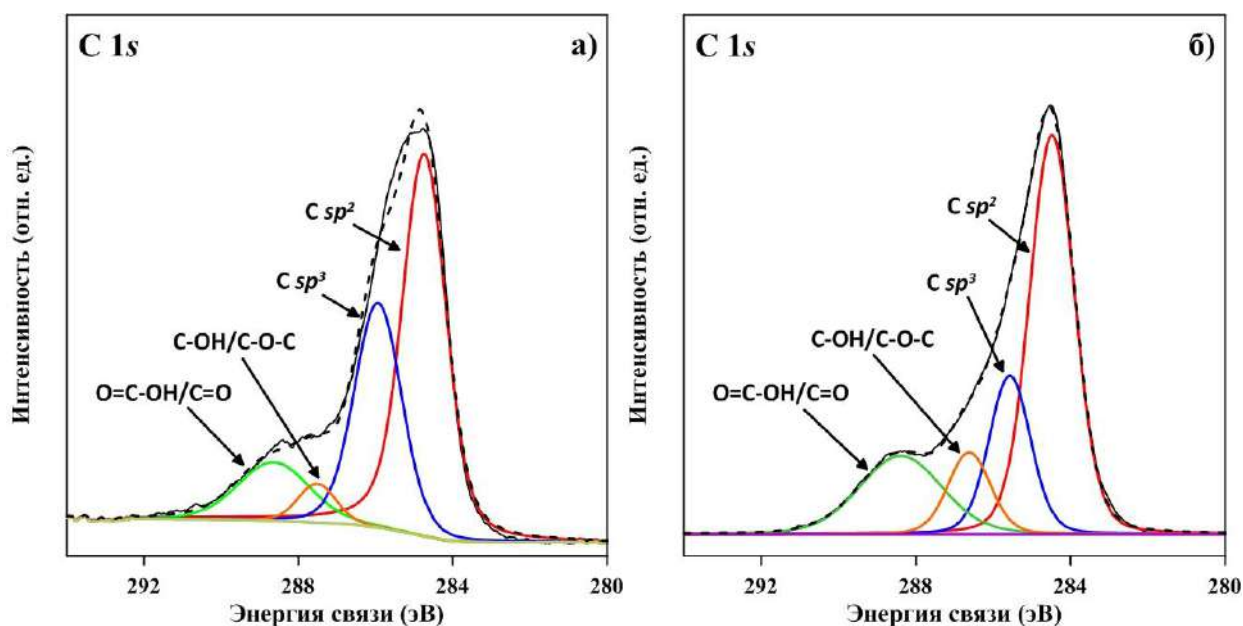 C 1s
а)
C sp²
C sp³
C-OH/C-O-C
O=C-OH/C=O
Интенсивность (отн. ед.)
292
288
284
280
Энергия связи (эВ)
C 1s
б)
C sp²
C sp³
C-OH/C-O-C
O=C-OH/C=O
Интенсивность (отн. ед.)
292
288
284
280
Энергия связи (эВ)